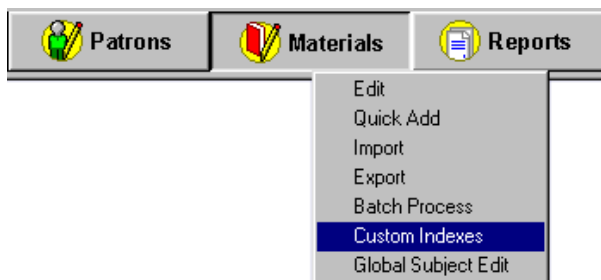 Patrons Materials Reports
Edit
Quick Add
Import
Export
Batch Process
Custom Indexes
Global Subject Edit